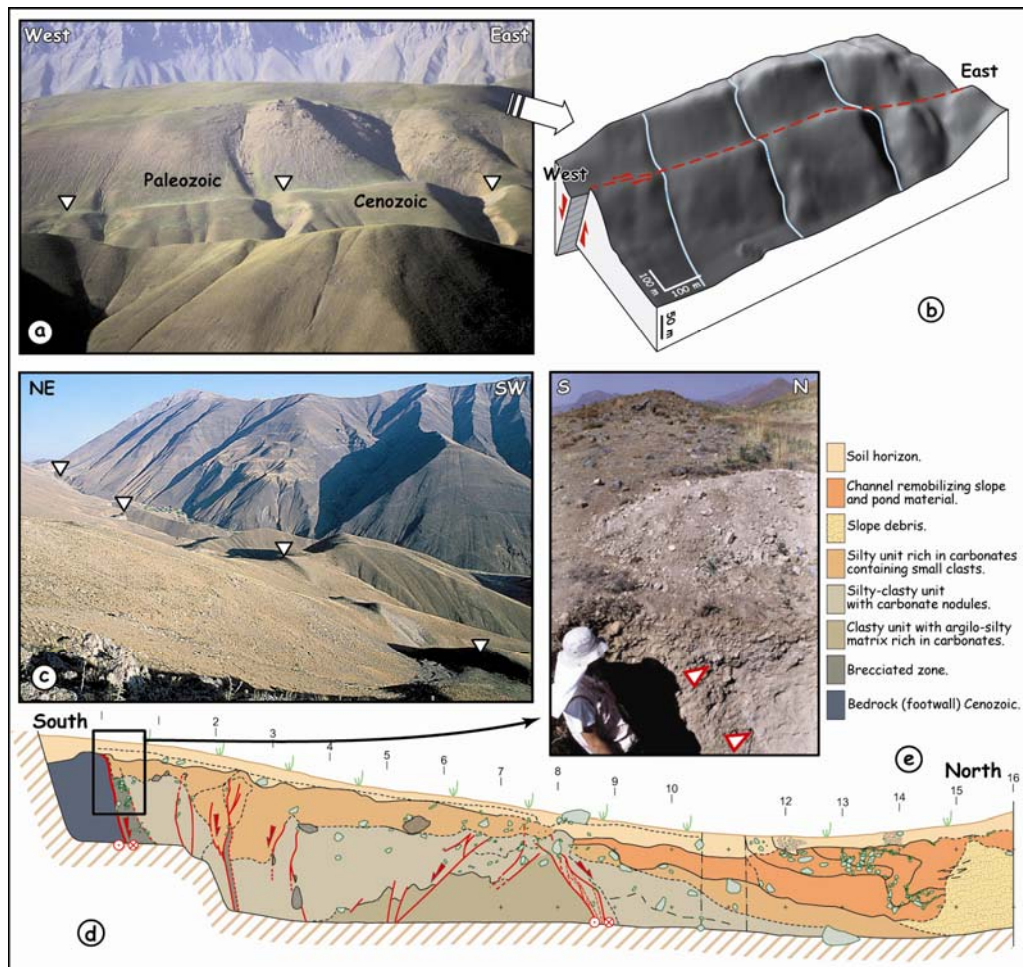 West
East
Paleozoic
Cenozoic
a
East
West
100 m
100 m
50 m
b
NE
SW
c
S
N
e
Soil horizon.
Channel remobilizing slope
and pond material.
Slope debris.
Silty unit rich in carbonates
containing small clasts.
Silty-clasty unit
with carbonate nodules.
Clasty unit with argilo-silty
matrix rich in carbonates.
Brecciated zone.
Bedrock (footwall) Cenozoic.
South
North
2
3
4
5
6
7
8
9
10
12
13
14
15
16
d